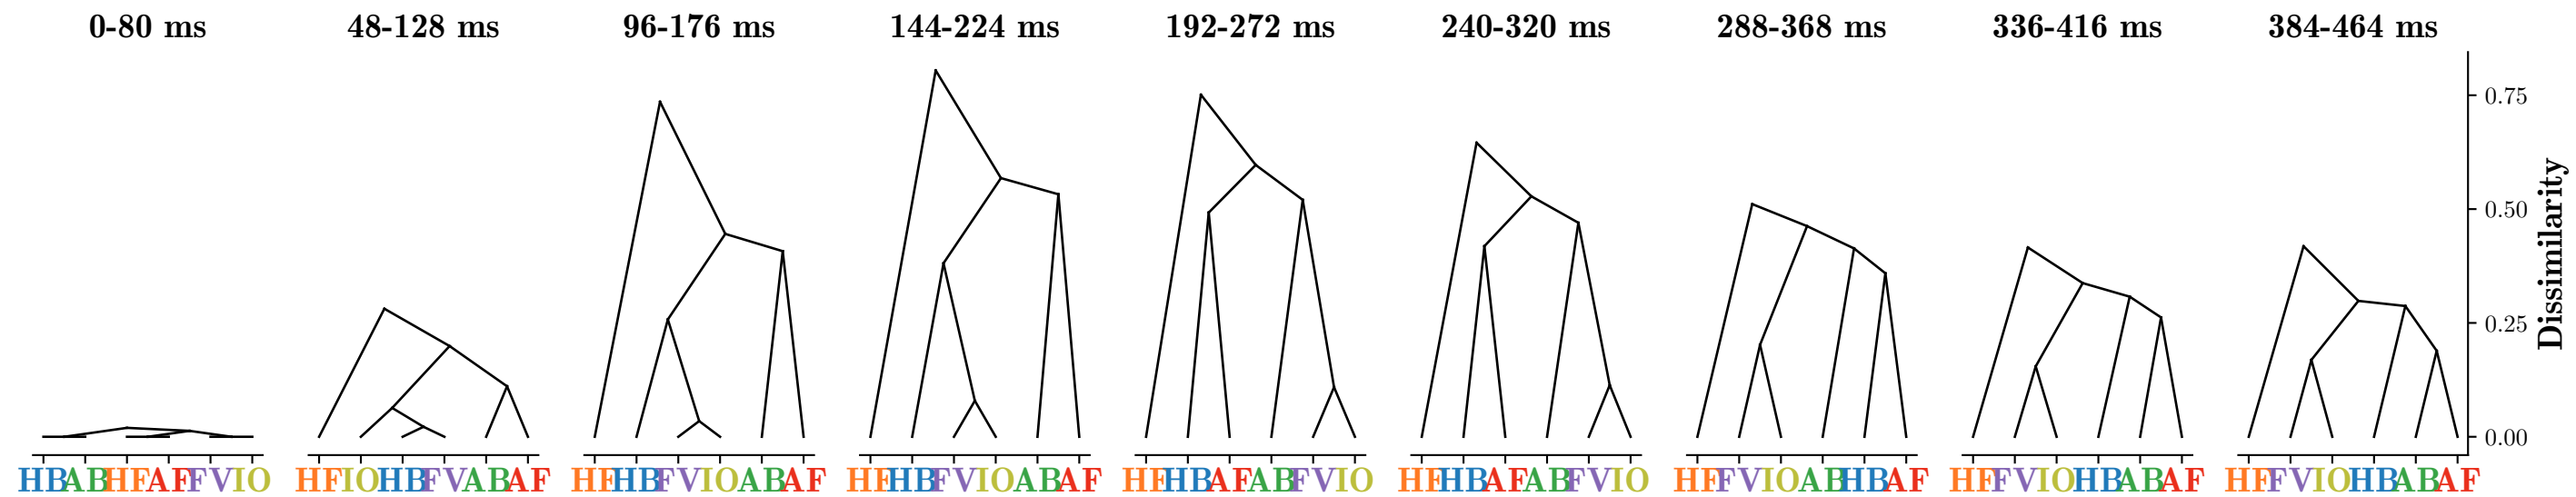 0-80 ms 48-128 ms 96-176 ms 144-224 ms 192-272 ms 240-320 ms 288-368 ms 336-416 ms 384-464 ms
0.75
0.50
0.25
0.00
Dissimilarity
HB AB HF AF FV IO HF IO HB FV AB AF HF HB FV IO AB AF HF HB FV IO AB AF HF HB AF AB FV IO HF HB AF AB FV IO HF FV IO AB HB AF HF FV IO HB AB AF HF FV IO HB AB AF